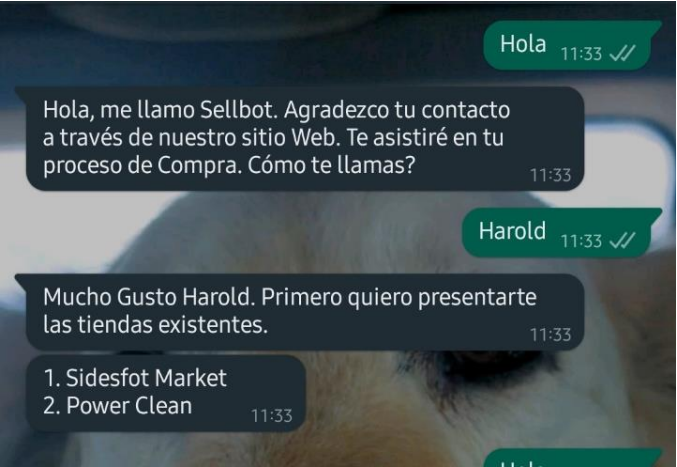 Hola 11:33
Hola, me llamo Sellbot. Agradezco tu contacto
a través de nuestro sitio Web. Te asistiré en tu
proceso de Compra. Cómo te llamas?
11:33
Harold 11:33
Mucho Gusto Harold. Primero quiero presentarte
las tiendas existentes.
11:33
1. Sidesfot Market
2. Power Clean 11:33